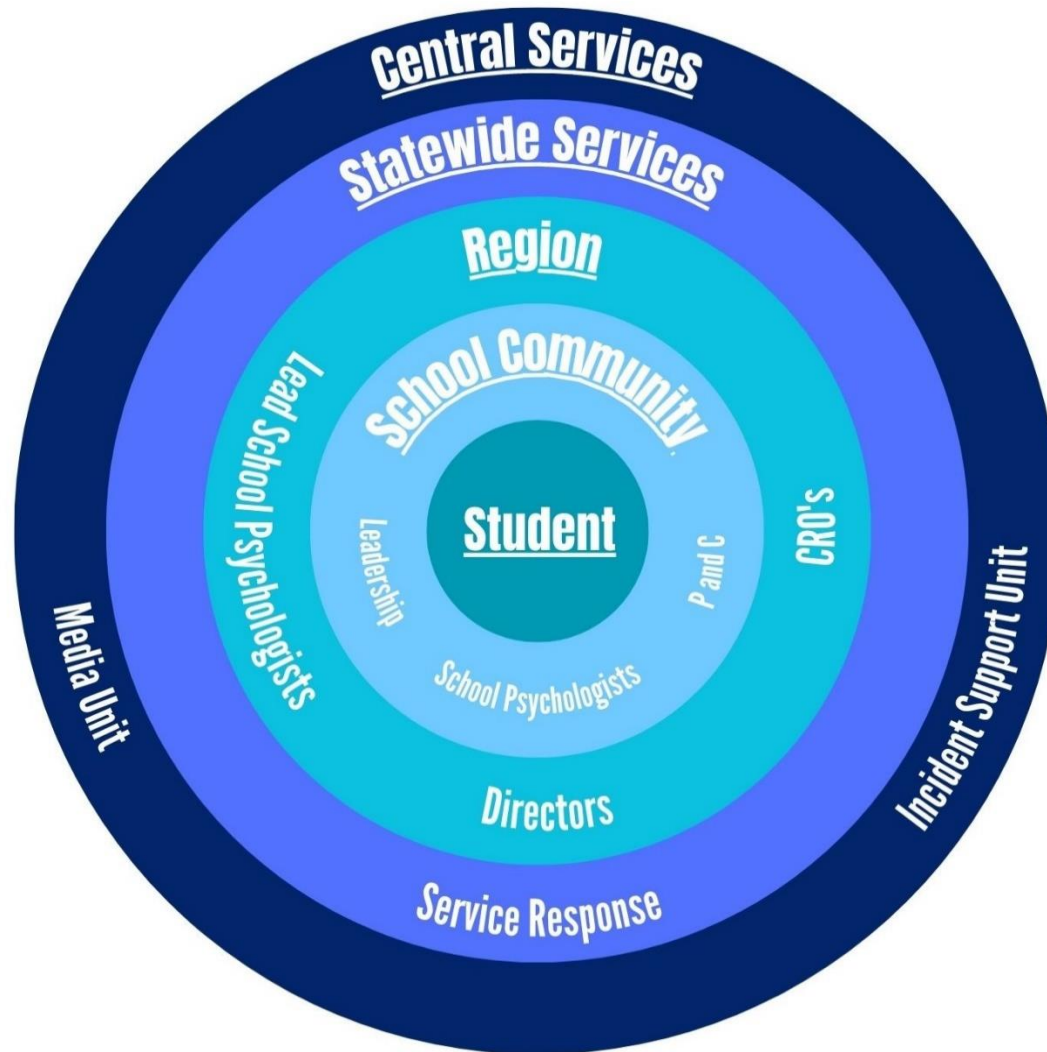 Central Services
Statewide Services
Region
School Community.
Student
Leadership
P and C
School Psychologists
Lead School Psychologists
CRO's
Directors
Service Response
Media Unit
Incident Support Unit